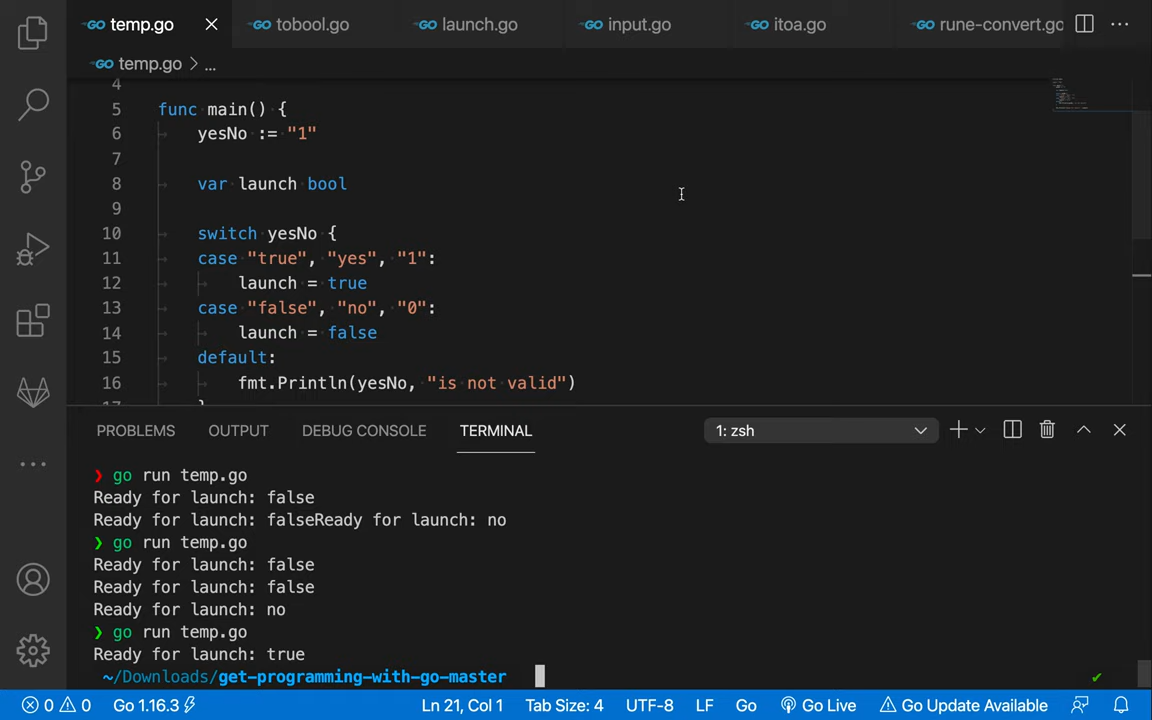 temp.go tobool.go launch.go input.go itoa.go rune-convert.go
temp.go > ...
4
5 func main() {
6 yesNo := "1"
7
8 var launch bool
9
10 switch yesNo {
11 case "true", "yes", "1":
12 launch = true
13 case "false", "no", "0":
14 launch = false
15 default:
16 fmt.Println(yesNo, "is not valid")
17 }
PROBLEMS OUTPUT DEBUG CONSOLE TERMINAL 1: zsh
❯ go run temp.go
Ready for launch: false
Ready for launch: falseReady for launch: no
❯ go run temp.go
Ready for launch: false
Ready for launch: false
Ready for launch: no
❯ go run temp.go
Ready for launch: true
~/Downloads/get-programming-with-go-master
0 0 Go 1.16.3 Ln 21, Col 1 Tab Size: 4 UTF-8 LF Go Go Live Go Update Available